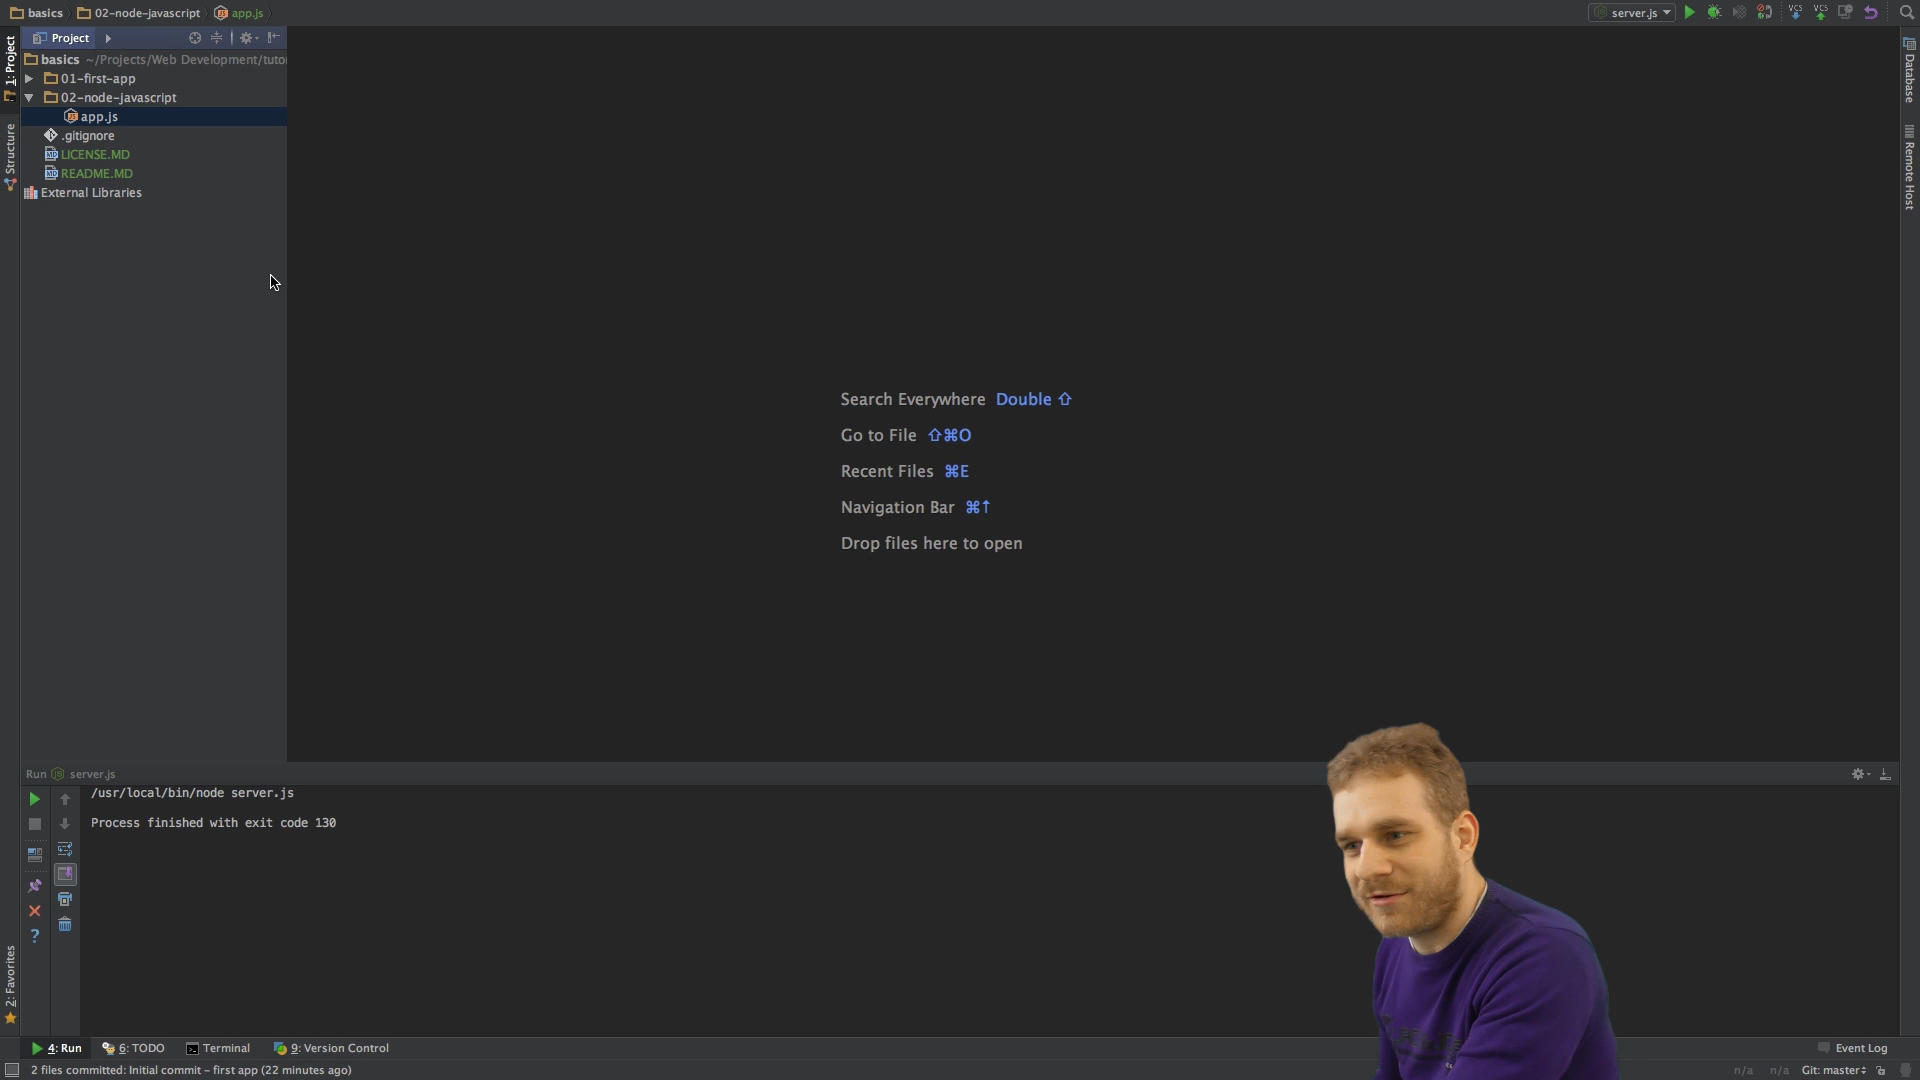 basics 02-node-javascript app.js
server.js
Project
basics ~/Projects/Web Development/tuto
01-first-app
02-node-javascript
app.js
.gitignore
LICENSE.MD
README.MD
External Libraries
1: Project
Structure
2: Favorites
Database
Remote Host
Search Everywhere Double ⇧
Go to File ⇧⌘O
Recent Files ⌘E
Navigation Bar ⌘↑
Drop files here to open
Run server.js
/usr/local/bin/node server.js
Process finished with exit code 130
4: Run 6: TODO Terminal 9: Version Control Event Log
2 files committed: Initial commit – first app (22 minutes ago) n/a n/a Git: master